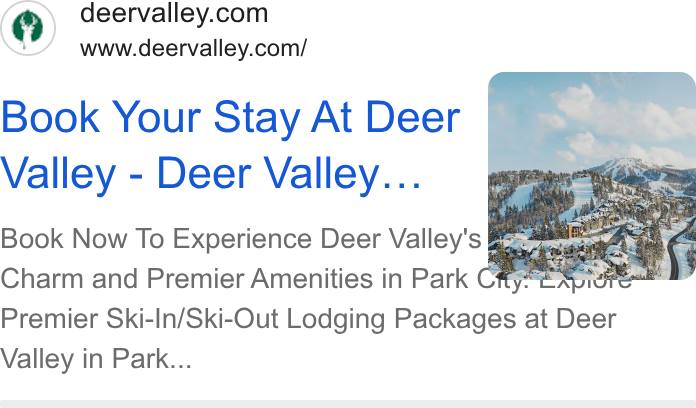 deervalley.com
www.deervalley.com/
Book Your Stay At Deer
Valley - Deer Valley…
Book Now To Experience Deer Valley's
Charm and Premier Amenities in Park City. Explore
Premier Ski-In/Ski-Out Lodging Packages at Deer
Valley in Park...